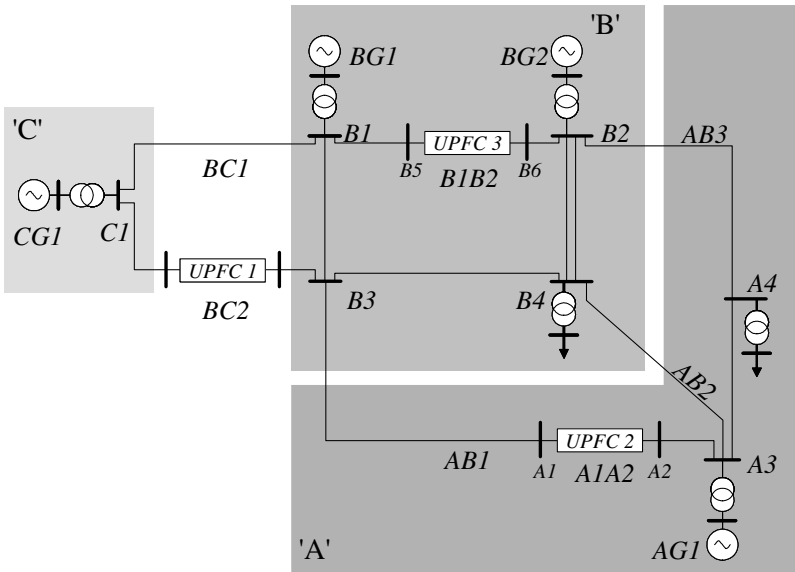 'B'
BG1
BG2
'C'
B1
UPFC 3
B2
AB3
BC1
B5
B6
B1B2
CG1
C1
UPFC 1
BC2
B3
B4
A4
AB2
AB1
A1
UPFC 2
A2
A1A2
A3
'A'
AG1